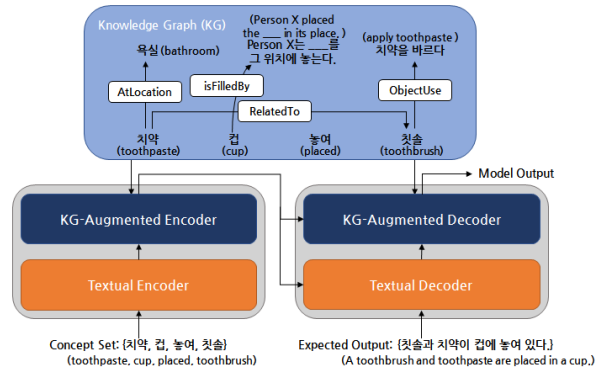 Knowledge Graph (KG)
(Person X placed
the ___ in its place.)
Person X는 ___를
그 위치에 놓는다.
욕실(bathroom)
(apply toothpaste)
치약을 바르다
AtLocation
isFilledBy
ObjectUse
RelatedTo
치약
(toothpaste)
컵
(cup)
놓여
(placed)
칫솔
(toothbrush)
Model Output
KG-Augmented Encoder
KG-Augmented Decoder
Textual Encoder
Textual Decoder
Concept Set: {치약, 컵, 놓여, 칫솔}
(toothpaste, cup, placed, toothbrush)
Expected Output: {칫솔과 치약이 컵에 놓여 있다.}
(A toothbrush and toothpaste are placed in a cup.)